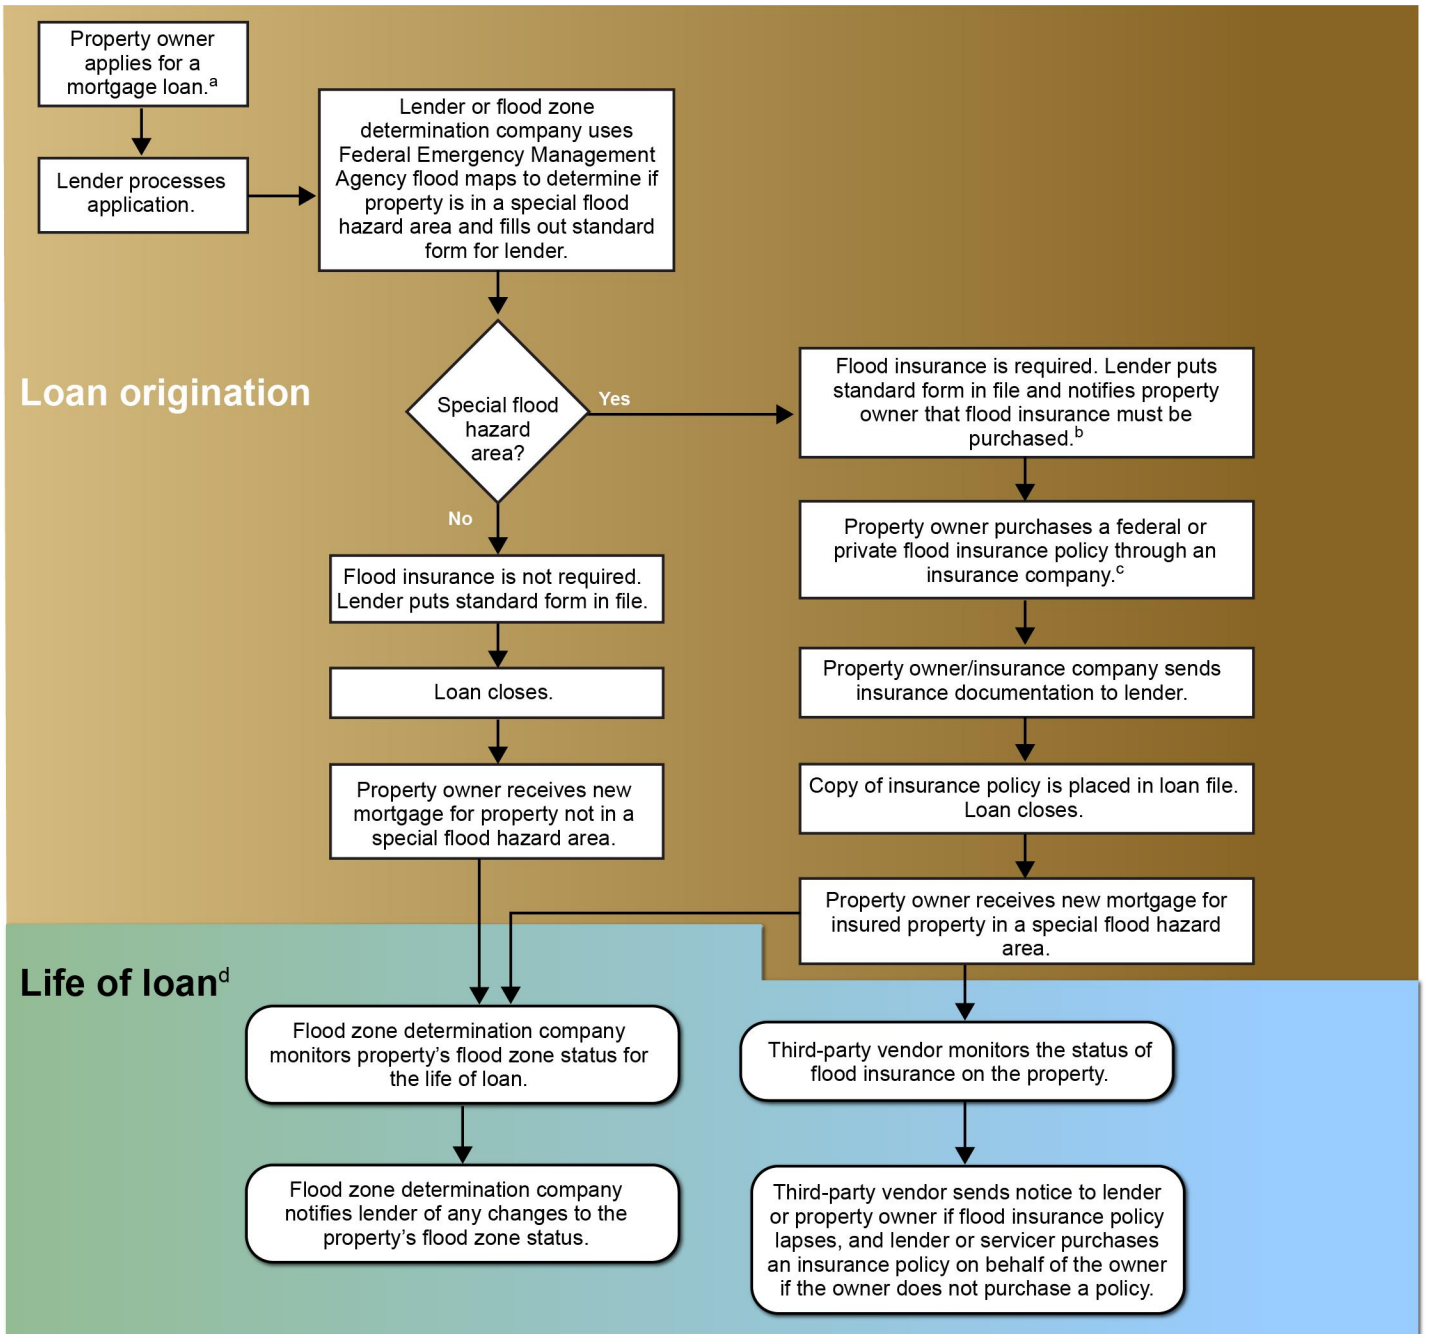 Property owner
applies for a
mortgage loan.a
Lender processes
application.
Lender or flood zone
determination company uses
Federal Emergency Management
Agency flood maps to determine if
property is in a special flood
hazard area and fills out standard
form for lender.
Loan origination
Special flood
hazard
area?
Yes
No
Flood insurance is required. Lender puts
standard form in file and notifies property
owner that flood insurance must be
purchased.b
Property owner purchases a federal or
private flood insurance policy through an
insurance company.c
Property owner/insurance company sends
insurance documentation to lender.
Copy of insurance policy is placed in loan file.
Loan closes.
Property owner receives new mortgage for
insured property in a special flood hazard
area.
Flood insurance is not required.
Lender puts standard form in file.
Loan closes.
Property owner receives new
mortgage for property not in a
special flood hazard area.
Life of loand
Flood zone determination company
monitors property’s flood zone status for
the life of loan.
Flood zone determination company
notifies lender of any changes to the
property’s flood zone status.
Third-party vendor monitors the status of
flood insurance on the property.
Third-party vendor sends notice to lender
or property owner if flood insurance policy
lapses, and lender or servicer purchases
an insurance policy on behalf of the owner
if the owner does not purchase a policy.